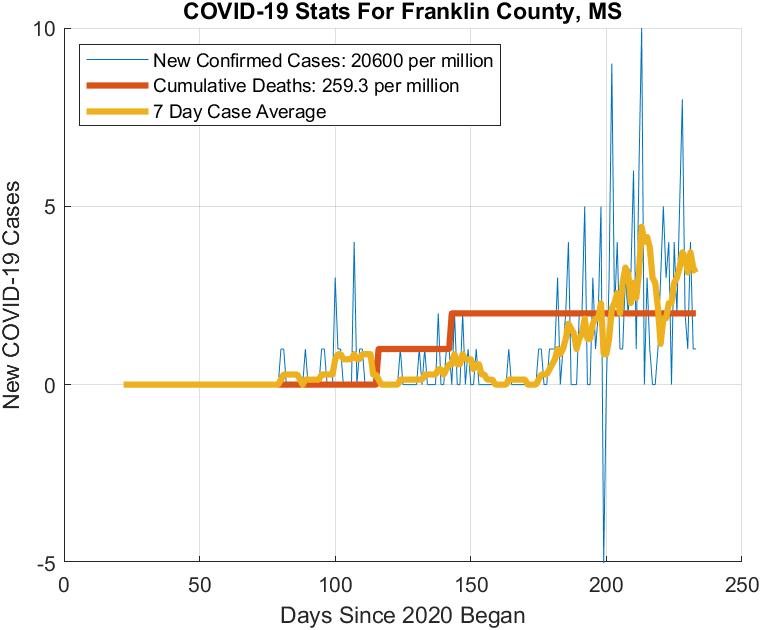 COVID-19 Stats For Franklin County, MS
New Confirmed Cases: 20600 per million
Cumulative Deaths: 259.3 per million
7 Day Case Average
New COVID-19 Cases
10
5
0
-5
0 50 100 150 200 250
Days Since 2020 Began